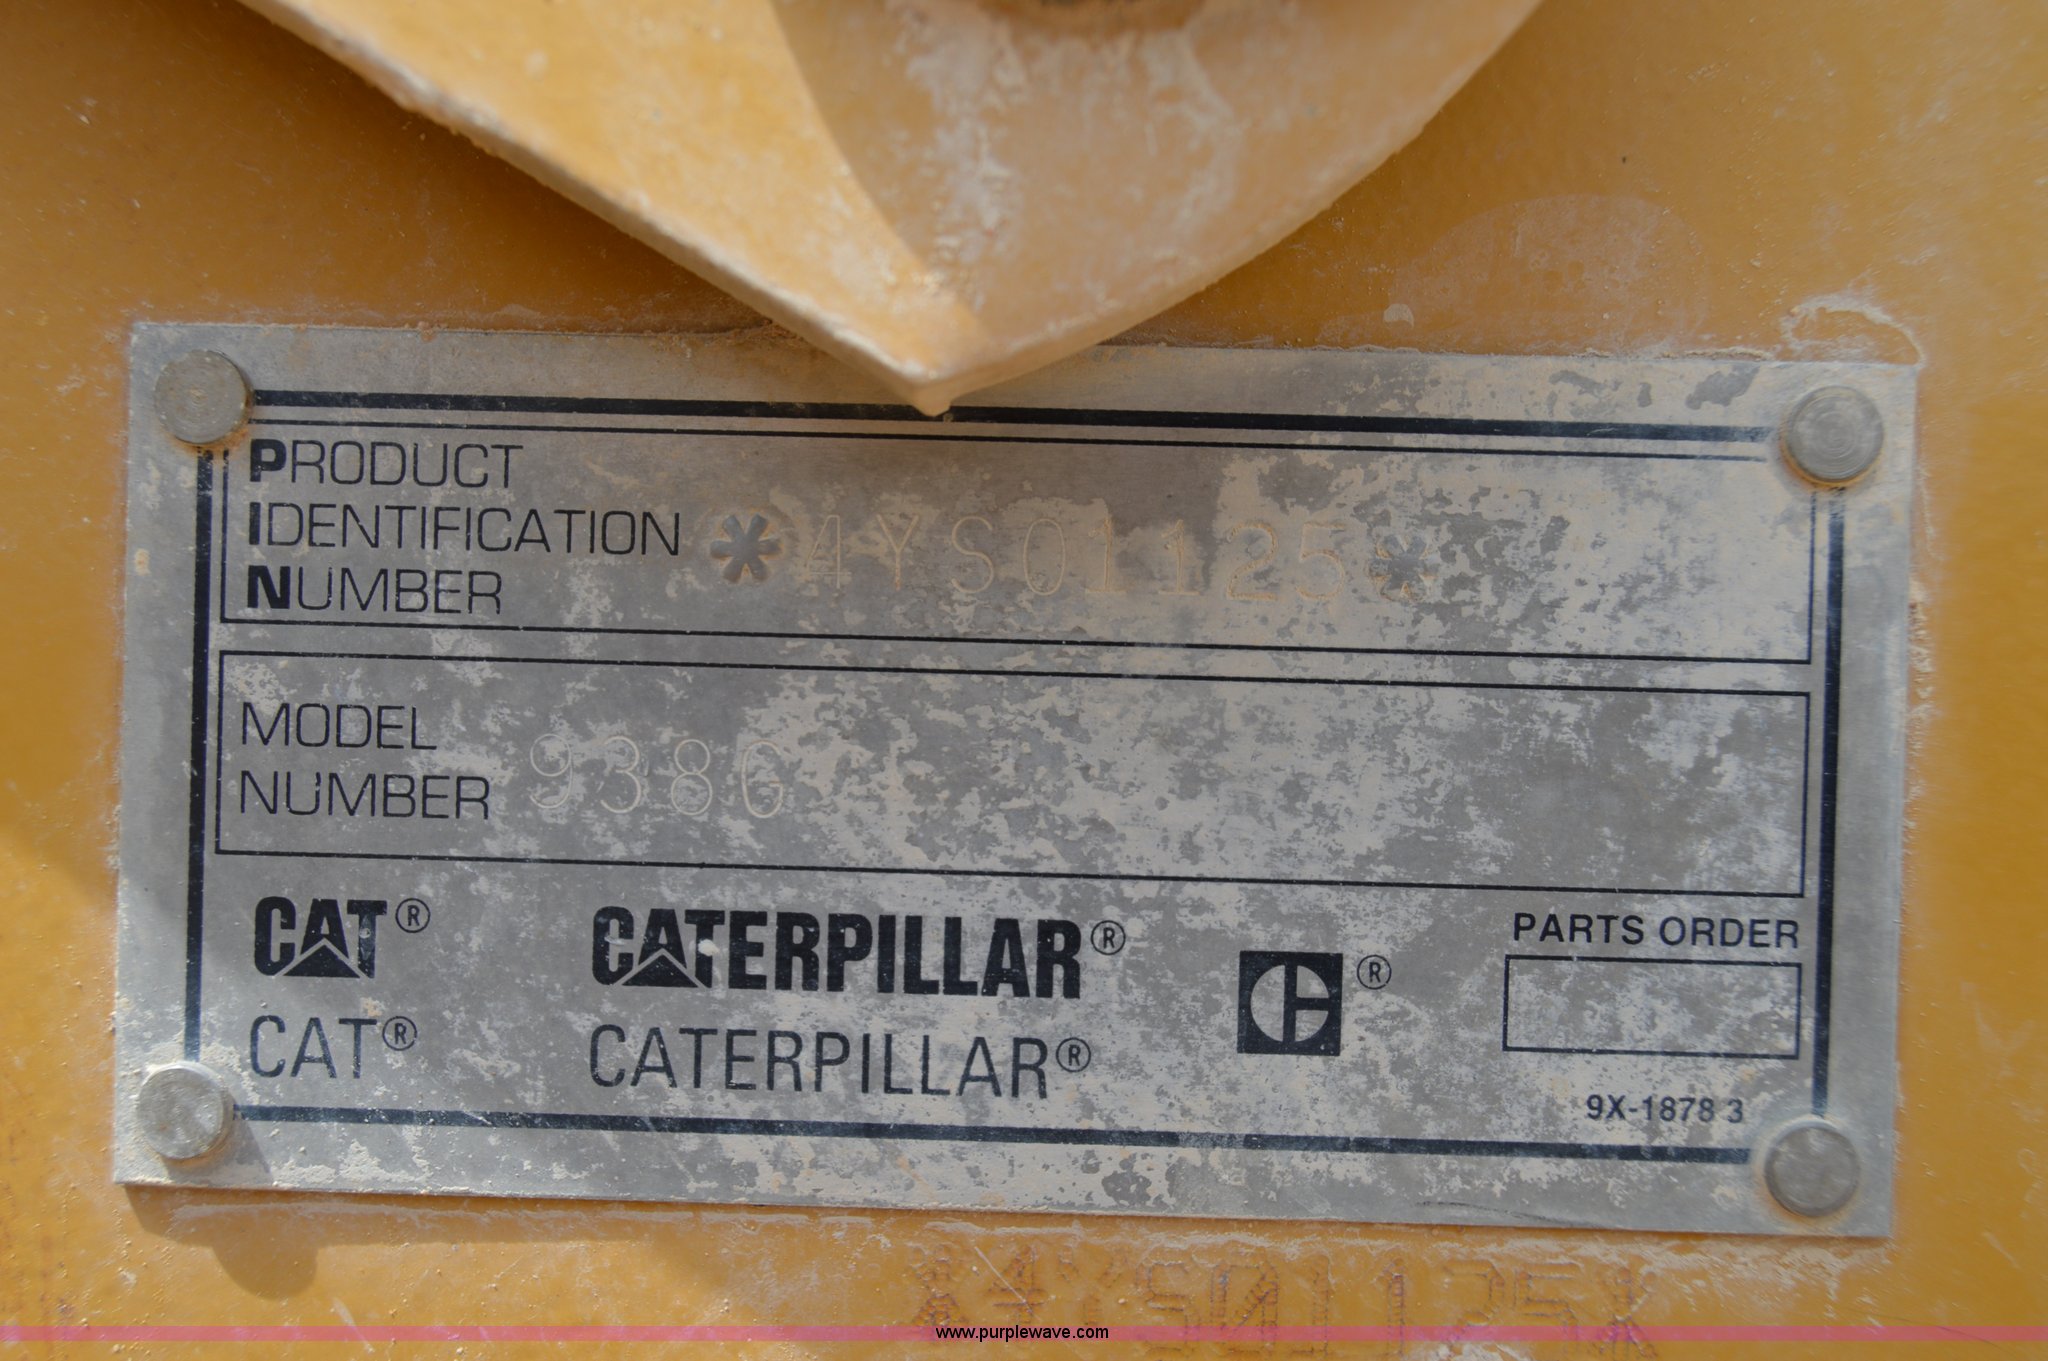 PRODUCT
IDENTIFICATION *4YS01125*
NUMBER
MODEL
NUMBER 938G
CAT® CATERPILLAR® ®
CAT® CATERPILLAR®
PARTS ORDER
9X-1878 3
*4YS01125*
www.purplewave.com